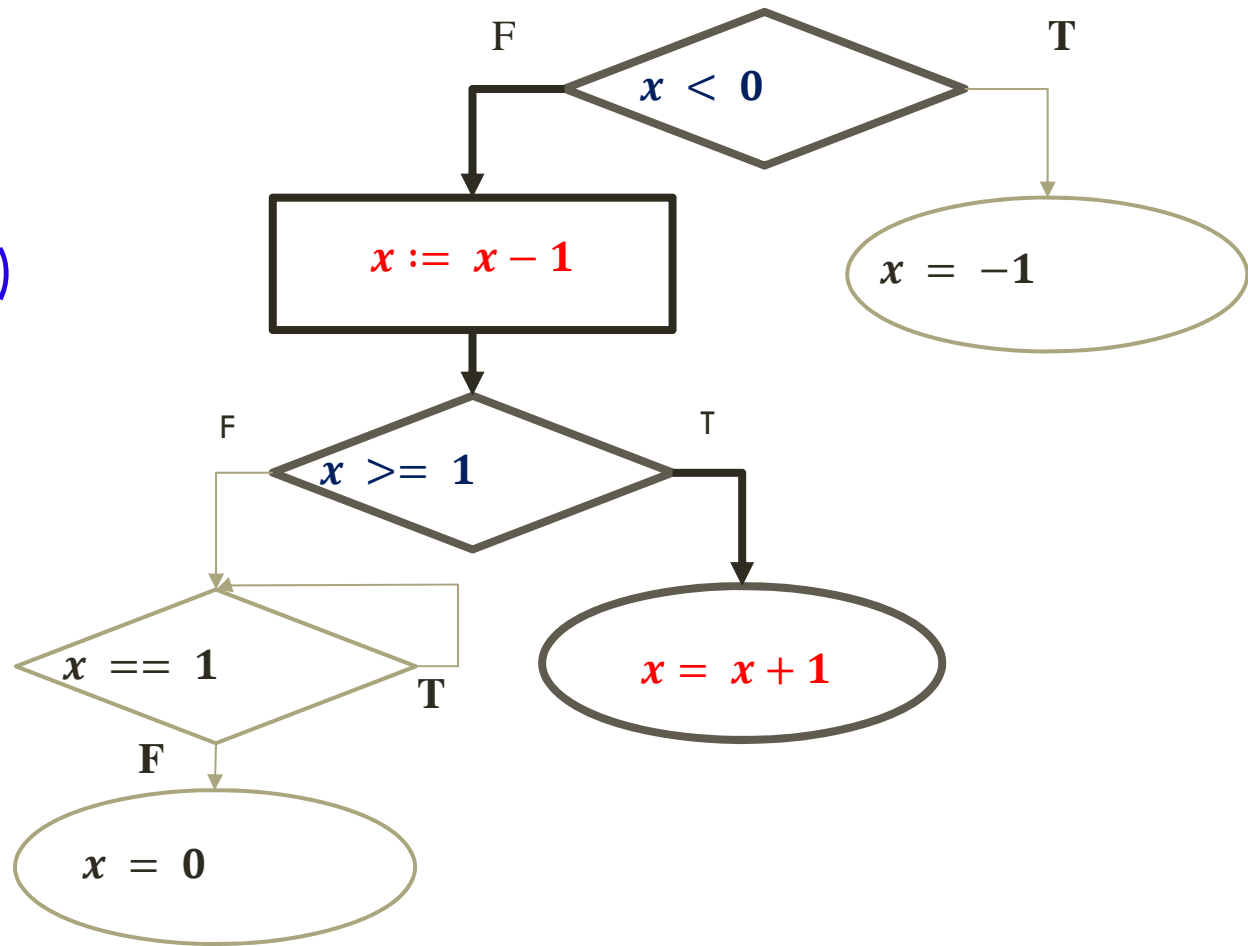 F
T
x < 0
)
x := x − 1
x = −1
F
T
x >= 1
x == 1
T
x = x + 1
F
x = 0